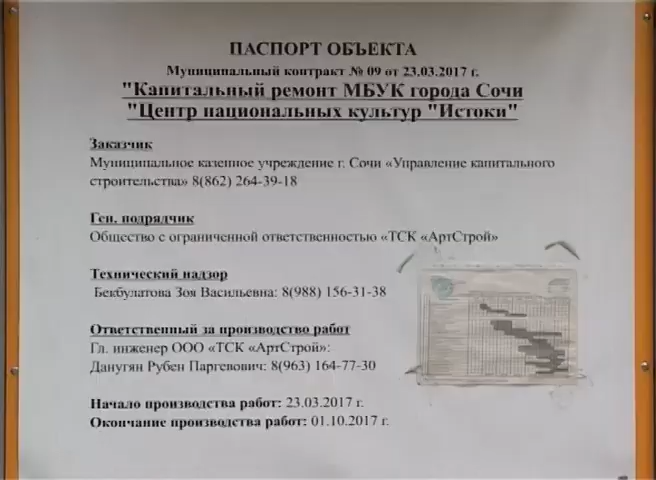 ПАСПОРТ ОБЪЕКТА
Муниципальный контракт № 09 от 23.03.2017 г.
"Капитальный ремонт МБУК города Сочи
"Центр национальных культур "Истоки"
Заказчик
Муниципальное казенное учреждение г. Сочи «Управление капитального
строительства» 8(862) 264-39-18
Ген. подрядчик
Общество с ограниченной ответственностью «ТСК «АртСтрой»
Технический надзор
Бекбулатова Зоя Васильевна: 8(988) 156-31-38
Ответственный за производство работ
Гл. инженер ООО «ТСК «АртСтрой»:
Данугян Рубен Паргевович: 8(963) 164-77-30
Начало производства работ: 23.03.2017 г.
Окончание производства работ: 01.10.2017 г.